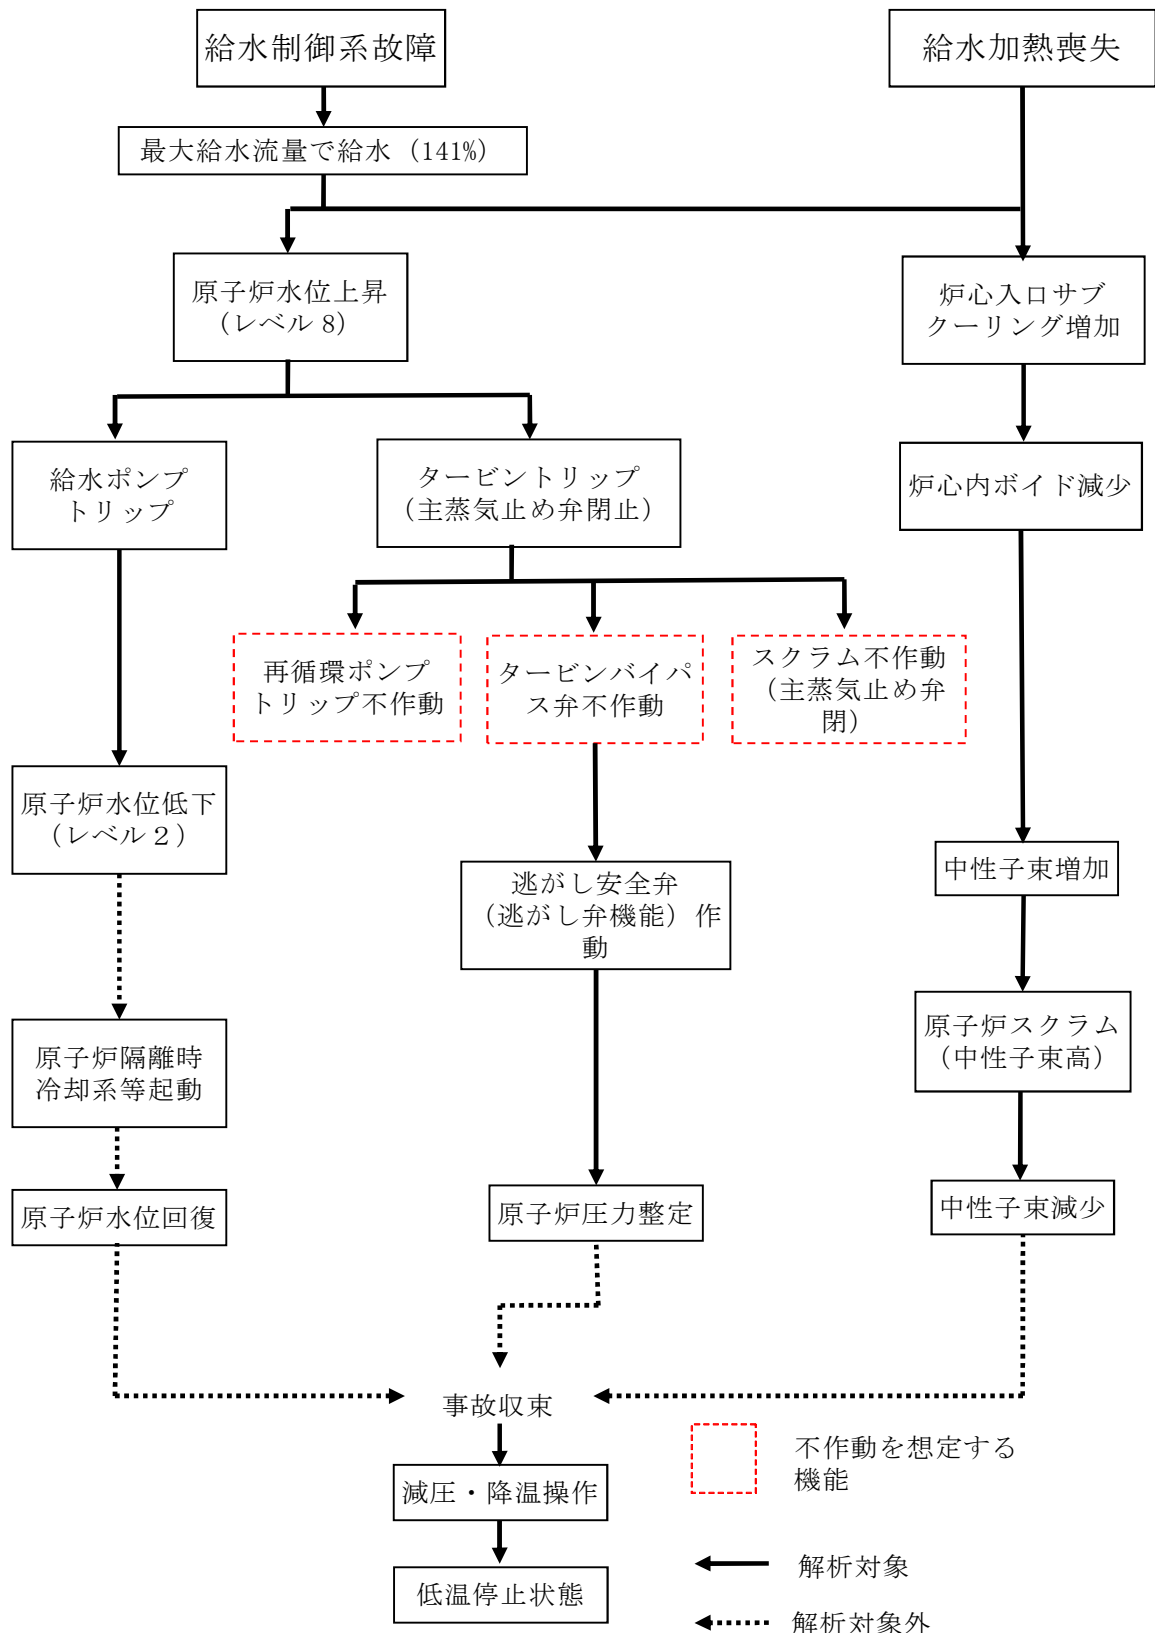 給水制御系故障
給水加熱喪失
最大給水流量で給水（141%）
原子炉水位上昇
（レベル 8）
炉心入口サブ
クーリング増加
給水ポンプ
トリップ
タービントリップ
（主蒸気止め弁閉止）
炉心内ボイド減少
再循環ポンプ
トリップ不作動
タービンバイパ
ス弁不作動
スクラム不作動
（主蒸気止め弁
閉）
原子炉水位低下
（レベル２）
中性子束増加
逃がし安全弁
（逃がし弁機能）作
動
原子炉隔離時
冷却系等起動
原子炉スクラム
（中性子束高）
原子炉水位回復
原子炉圧力整定
中性子束減少
事故収束
減圧・降温操作
低温停止状態
不作動を想定する
機能
解析対象
解析対象外